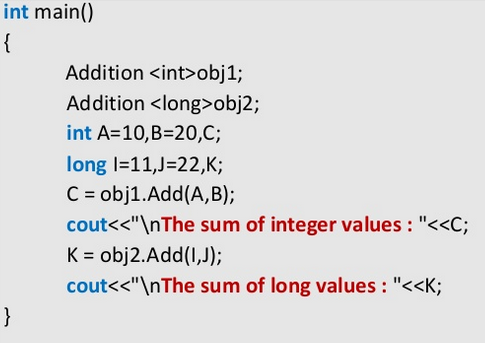 int main()
{
Addition <int>obj1;
Addition <long>obj2;
int A=10,B=20,C;
long I=11,J=22,K;
C = obj1.Add(A,B);
cout<<"\nThe sum of integer values : "<<C;
K = obj2.Add(I,J);
cout<<"\nThe sum of long values : "<<K;
}